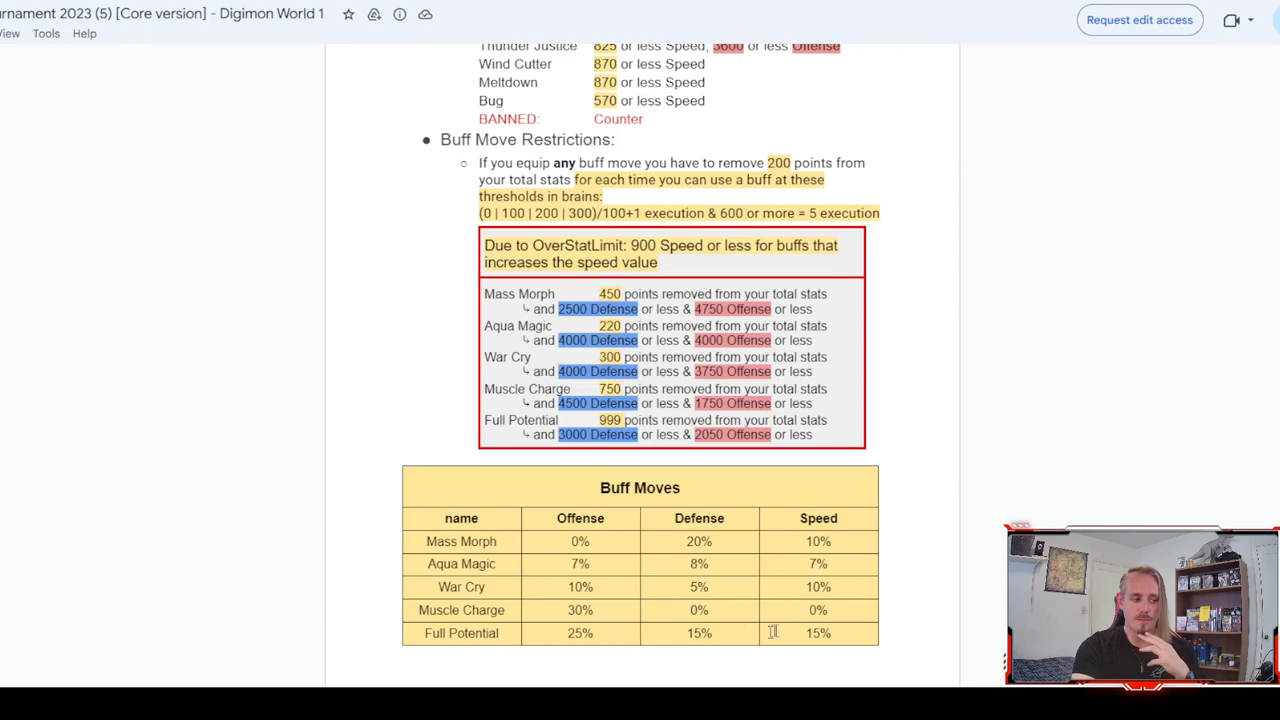 urnament 2023 (5) [Core version] - Digimon World 1
Request edit access
View Tools Help
Thunder Justice 825 or less Speed, 3600 or less Offense
Wind Cutter 870 or less Speed
Meltdown 870 or less Speed
Bug 570 or less Speed
BANNED: Counter
● Buff Move Restrictions:
○ If you equip any buff move you have to remove 200 points from
your total stats for each time you can use a buff at these
thresholds in brains:
(0 | 100 | 200 | 300)/100+1 execution & 600 or more = 5 execution
Due to OverStatLimit: 900 Speed or less for buffs that
increases the speed value
Mass Morph 450 points removed from your total stats
↳ and 2500 Defense or less & 4750 Offense or less
Aqua Magic 220 points removed from your total stats
↳ and 4000 Defense or less & 4000 Offense or less
War Cry 300 points removed from your total stats
↳ and 4000 Defense or less & 3750 Offense or less
Muscle Charge 750 points removed from your total stats
↳ and 4500 Defense or less & 1750 Offense or less
Full Potential 999 points removed from your total stats
↳ and 3000 Defense or less & 2050 Offense or less
Buff Moves
name Offense Defense Speed
Mass Morph 0% 20% 10%
Aqua Magic 7% 8% 7%
War Cry 10% 5% 10%
Muscle Charge 30% 0% 0%
Full Potential 25% 15% 15%